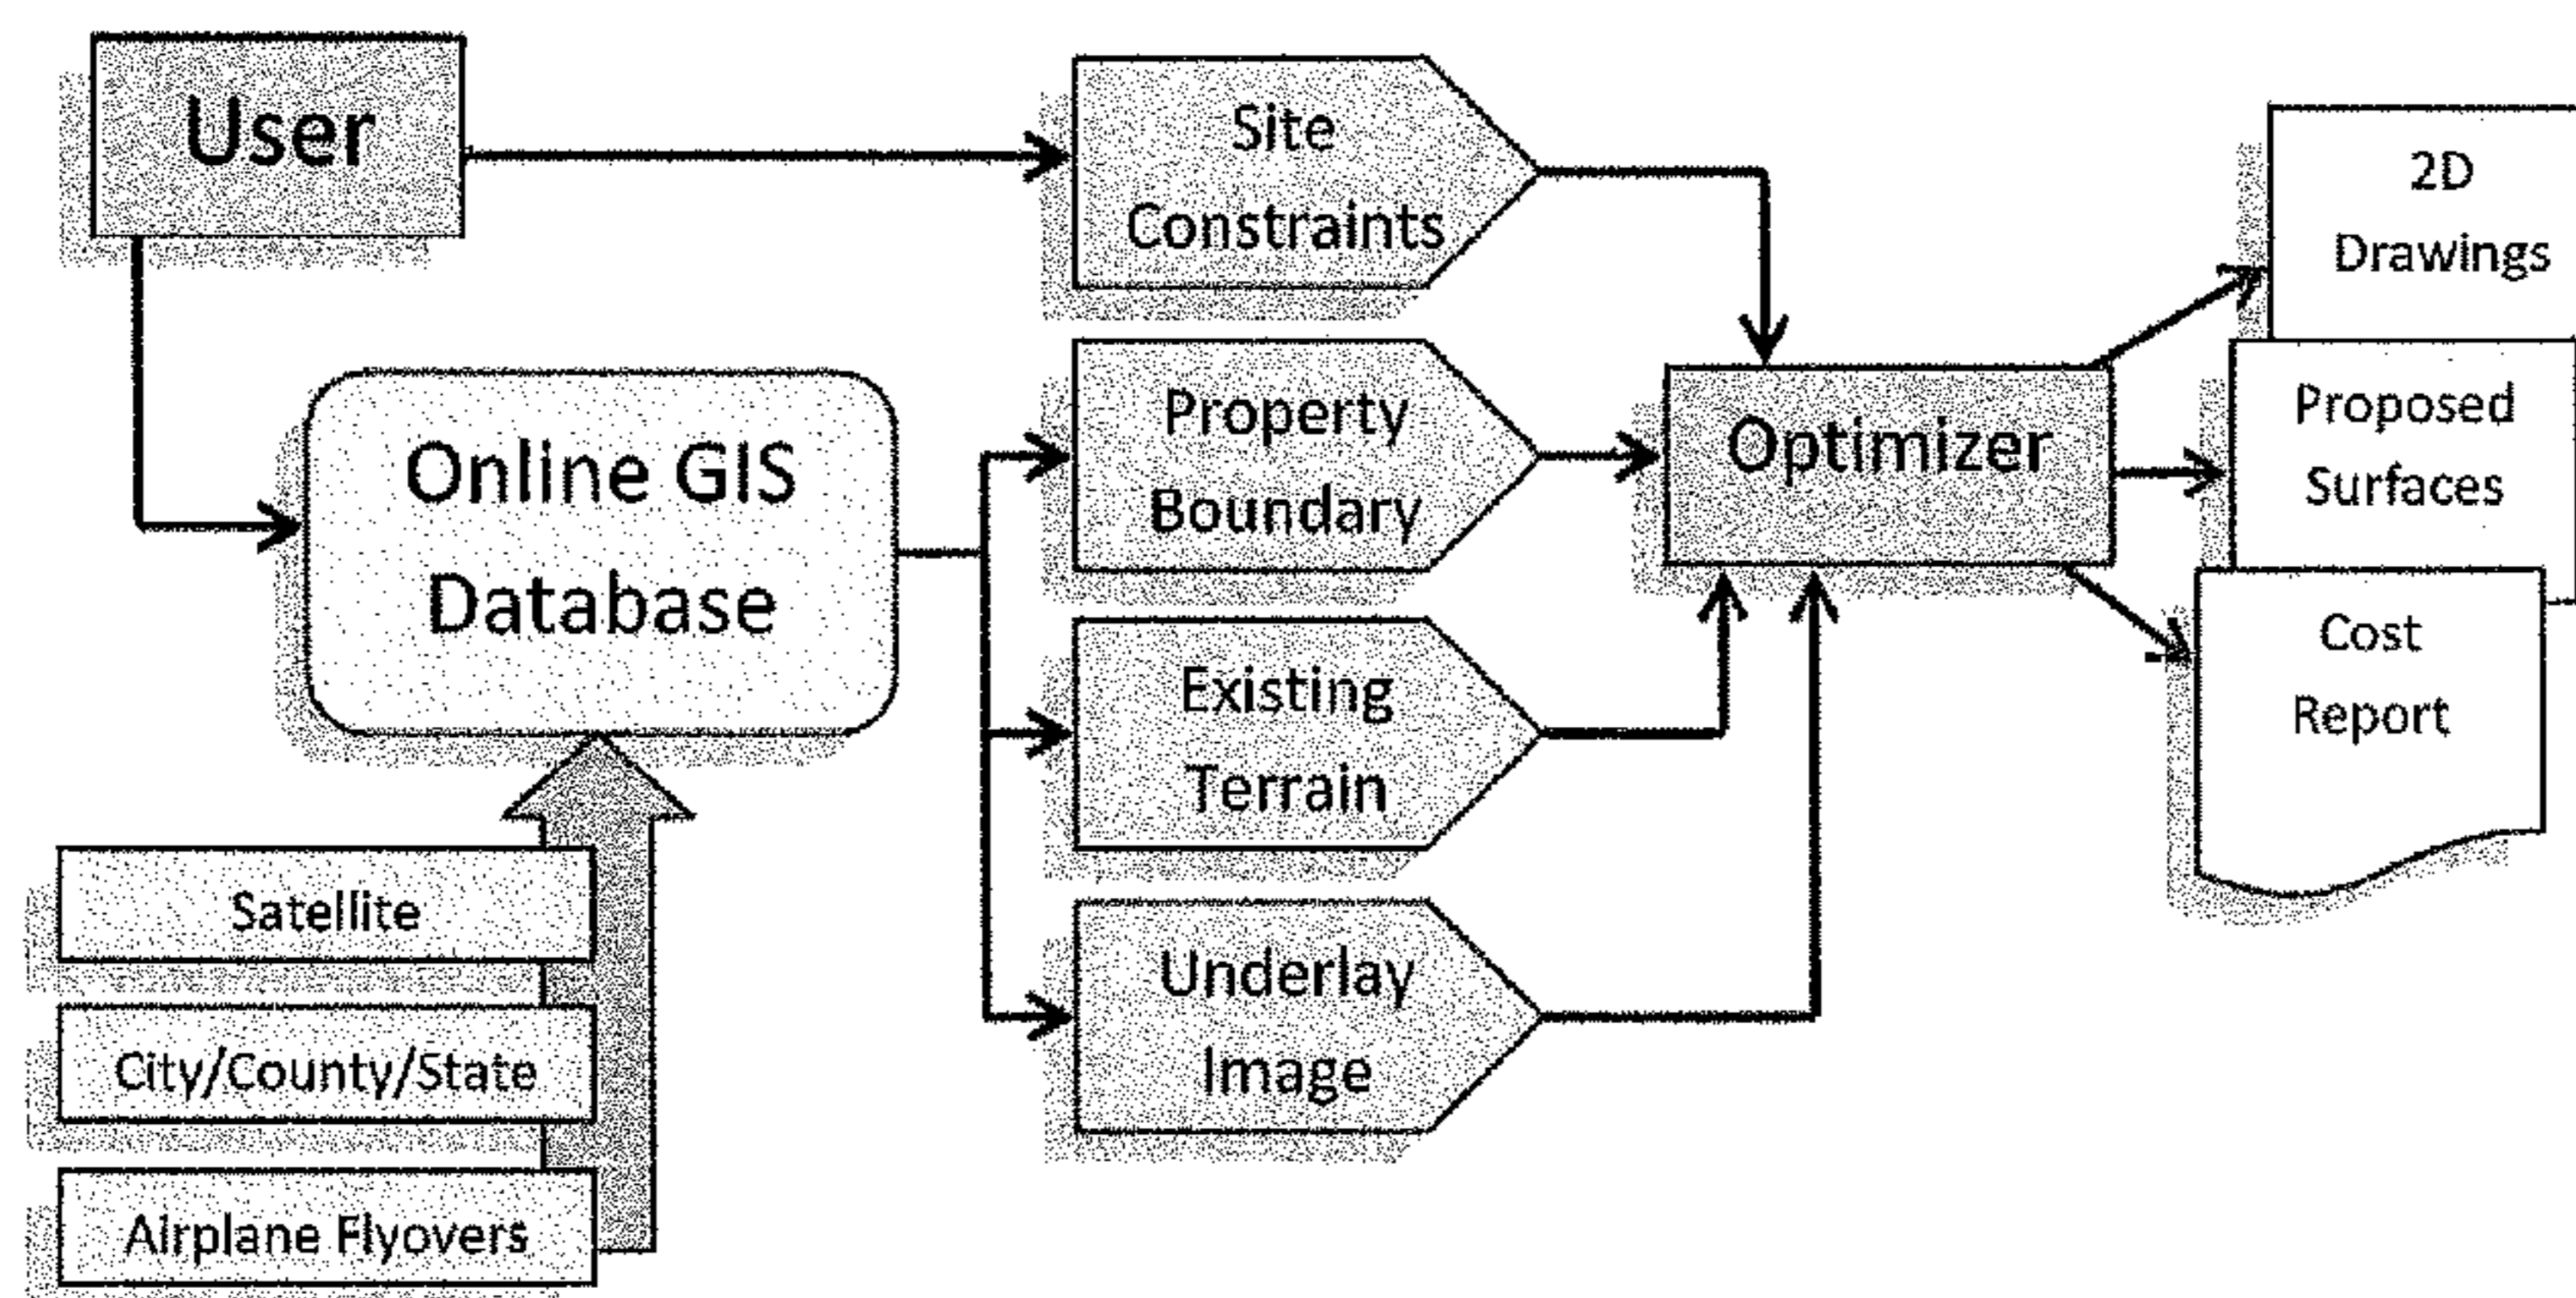 User
Online GIS
Database
Satellite
City/County/State
Airplane Flyovers
Site
Constraints
Property
Boundary
Existing
Terrain
Underlay
Image
Optimizer
2D
Drawings
Proposed
Surfaces
Cost
Report